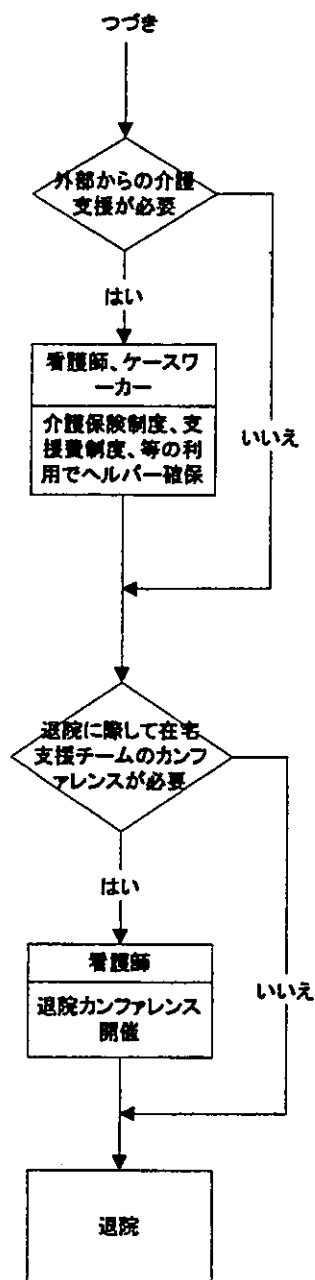 つづき
外部からの介護
支援が必要
はい
看護師、ケースワ
ーカー
介護保険制度、支
援費制度、等の利
用でヘルパー確保
いいえ
退院に際して在宅
支援チームのカンフ
ァレンスが必要
はい
看護師
退院カンファレンス
開催
いいえ
退院